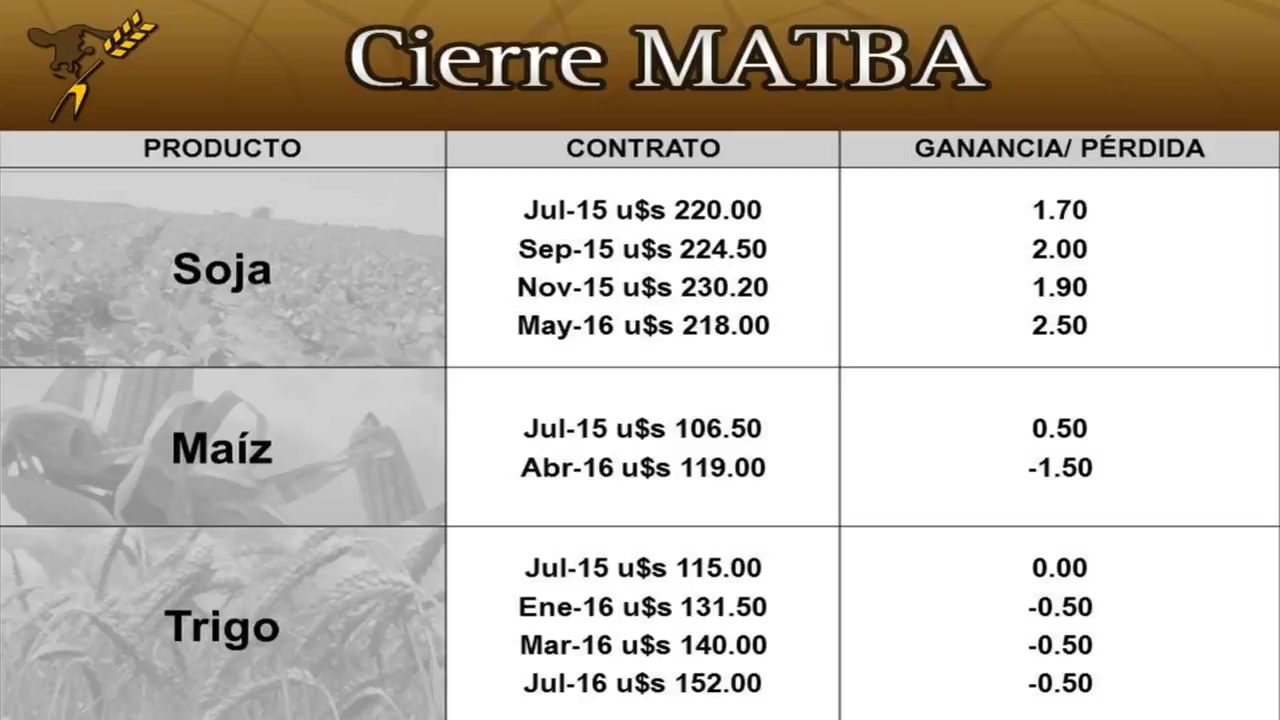 Cierre MATBA
PRODUCTO CONTRATO GANANCIA/ PÉRDIDA
Soja
Jul-15 u$s 220.00 1.70
Sep-15 u$s 224.50 2.00
Nov-15 u$s 230.20 1.90
May-16 u$s 218.00 2.50
Maíz
Jul-15 u$s 106.50 0.50
Abr-16 u$s 119.00 -1.50
Trigo
Jul-15 u$s 115.00 0.00
Ene-16 u$s 131.50 -0.50
Mar-16 u$s 140.00 -0.50
Jul-16 u$s 152.00 -0.50